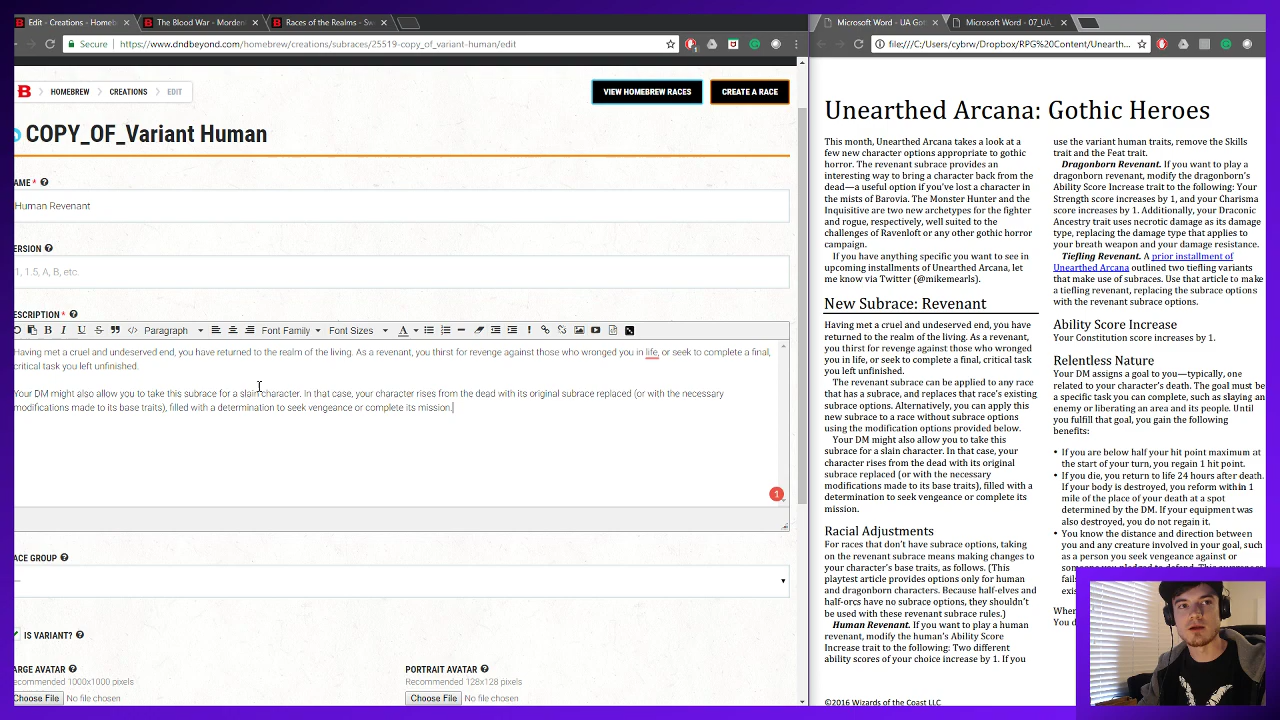 Edit - Creations - Homeb
The Blood War - Morden
Races of the Realms - Sw
Secure
https://www.dndbeyond.com/homebrew/creations/subraces/25519-copy_of_variant-human/edit
HOMEBREW
CREATIONS
EDIT
VIEW HOMEBREW RACES
CREATE A RACE
COPY_OF_Variant Human
AME *
Human Revenant
ERSION
1, 1.5, A, B, etc.
ESCRIPTION *
Paragraph
Font Family
Font Sizes
Having met a cruel and undeserved end, you have returned to the realm of the living. As a revenant, you thirst for revenge against those who wronged you in life, or seek to complete a final,
critical task you left unfinished.
Your DM might also allow you to take this subrace for a slain character. In that case, your character rises from the dead with its original subrace replaced (or with the necessary
modifications made to its base traits), filled with a determination to seek vengeance or complete its mission.
1
ACE GROUP
IS VARIANT?
ARGE AVATAR
ecommended 1000x1000 pixels
Choose File No file chosen
PORTRAIT AVATAR
Recommended 128x128 pixels
Choose File No file chosen
Microsoft Word - UA Got
Microsoft Word - 07_UA_
file:///C:/Users/cybrw/Dropbox/RPG%20Content/Unearth...
Unearthed Arcana: Gothic Heroes
This month, Unearthed Arcana takes a look at a
few new character options appropriate to gothic
horror. The revenant subrace provides an
interesting way to bring a character back from the
dead—a useful option if you've lost a character in
the mists of Barovia. The Monster Hunter and the
Inquisitive are two new archetypes for the fighter
and rogue, respectively, well suited to the
challenges of Ravenloft or any other gothic horror
campaign.
If you have anything specific you want to see in
upcoming installments of Unearthed Arcana, let
me know via Twitter (@mikemearls).
New Subrace: Revenant
Having met a cruel and undeserved end, you have
returned to the realm of the living. As a revenant,
you thirst for revenge against those who wronged
you in life, or seek to complete a final, critical task
you left unfinished.
The revenant subrace can be applied to any race
that has a subrace, and replaces that race's existing
subrace options. Alternatively, you can apply this
new subrace to a race without subrace options
using the modification options provided below.
Your DM might also allow you to take this
subrace for a slain character. In that case, your
character rises from the dead with its original
subrace replaced (or with the necessary
modifications made to its base traits), filled with a
determination to seek vengeance or complete its
mission.
Racial Adjustments
For races that don't have subrace options, taking
on the revenant subrace means making changes to
your character's base traits, as follows. (This
playtest article provides options only for human
and dragonborn characters. Because half-elves and
half-orcs have no subrace options, they shouldn't
be used with these revenant subrace rules.)
Human Revenant. If you want to play a human
revenant, modify the human's Ability Score
Increase trait to the following: Two different
ability scores of your choice increase by 1. If you
©2016 Wizards of the Coast LLC
use the variant human traits, remove the Skills
trait and the Feat trait.
Dragonborn Revenant. If you want to play a
dragonborn revenant, modify the dragonborn's
Ability Score Increase trait to the following: Your
Strength score increases by 1, and your Charisma
score increases by 1. Additionally, your Draconic
Ancestry trait uses necrotic damage as its damage
type, replacing the damage type that applies to
your breath weapon and your damage resistance.
Tiefling Revenant. A prior installment of
Unearthed Arcana outlined two tiefling variants
that make use of subraces. Use that article to make
a tiefling revenant, replacing the subrace options
with the revenant subrace options.
Ability Score Increase
Your Constitution score increases by 1.
Relentless Nature
Your DM assigns a goal to you—typically, one
related to your character's death. The goal must be
a specific task you can complete, such as slaying an
enemy or liberating an area and its people. Until
you fulfill that goal, you gain the following
benefits:
• If you are below half your hit point maximum at
the start of your turn, you regain 1 hit point.
• If you die, you return to life 24 hours after death.
If your body is destroyed, you reform within 1
mile of the place of your death at a spot
determined by the DM. If your equipment was
also destroyed, you do not regain it.
• You know the distance and direction between
you and any creature involved in your goal, such
as a person you seek vengeance against or
someone you pledged to defend. This
fails
exis
When
You d